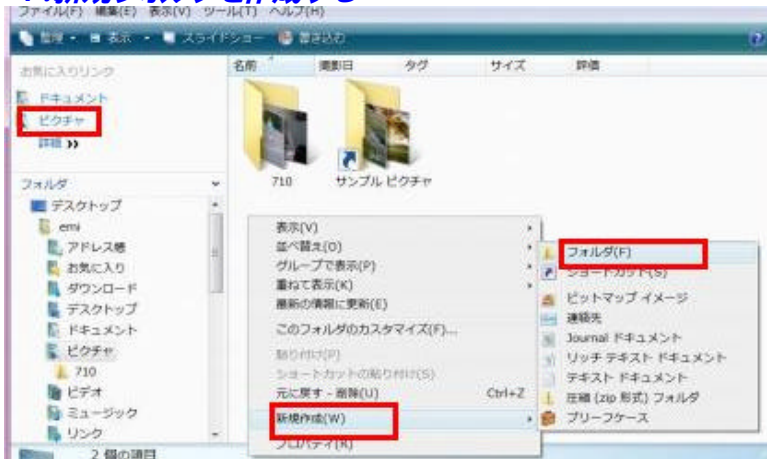 ファイル(F) 編集(E) 表示(V) ツール(T) ヘルプ(H)
整理 表示 スライドショー 書き込む
お気に入りリンク
ドキュメント
ピクチャ
詳細 »
フォルダ
デスクトップ
emi
アドレス帳
お気に入り
ダウンロード
デスクトップ
ドキュメント
ピクチャ
710
ビデオ
ミュージック
リンク
2 個の項目
名前 撮影日 タグ サイズ 評価
710 サンプル ピクチャ
表示(V)
並べ替え(O)
グループで表示(P)
重ねて表示(K)
最新の情報に更新(E)
このフォルダのカスタマイズ(F)...
貼り付け(P)
ショートカットの貼り付け(S)
元に戻す - 削除(U) Ctrl+Z
新規作成(W)
プロパティ(R)
フォルダ(F)
ショートカット(S)
ビットマップ イメージ
連絡先
Journal ドキュメント
リッチ テキスト ドキュメント
テキスト ドキュメント
圧縮 (zip 形式) フォルダ
ブリーフケース